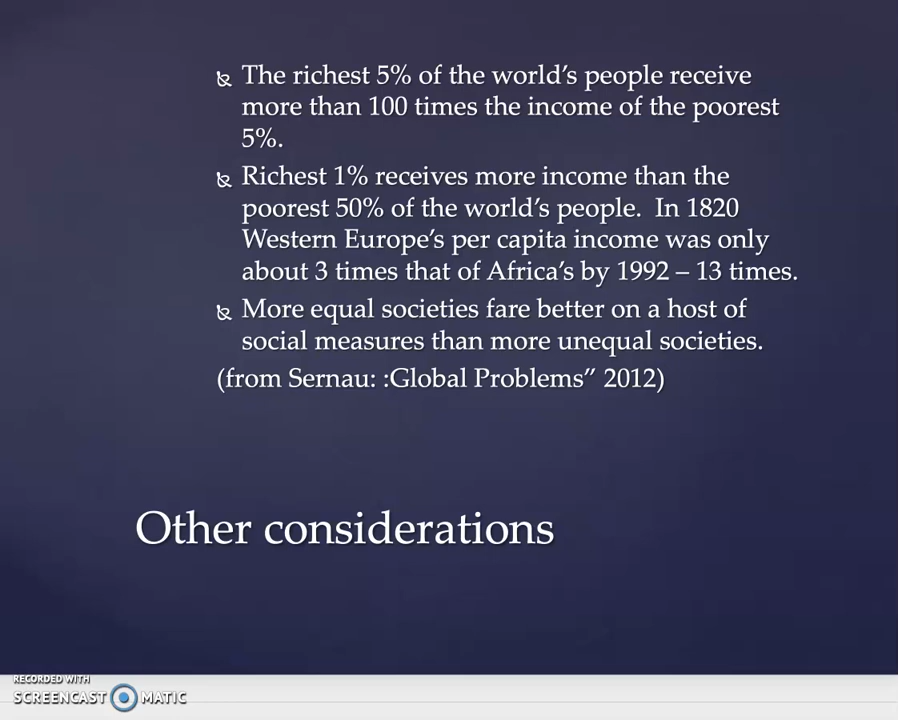 The richest 5% of the world's people receive
more than 100 times the income of the poorest
5%.
Richest 1% receives more income than the
poorest 50% of the world's people.  In 1820
Western Europe's per capita income was only
about 3 times that of Africa's by 1992 – 13 times.
More equal societies fare better on a host of
social measures than more unequal societies.
(from Sernau: :Global Problems” 2012)
Other considerations
RECORDED WITH
SCREENCAST MATIC